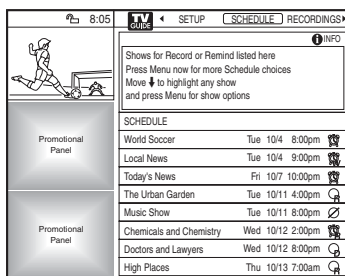 8:05
TV GUIDE SETUP SCHEDULE RECORDINGS
i INFO
Shows for Record or Remind listed here
Press Menu now for more Schedule choices
Move to highlight any show
and press Menu for show options
SCHEDULE
World Soccer Tue 10/4 8:00pm
Local News Tue 10/4 9:00pm
Today's News Fri 10/7 10:00pm
The Urban Garden Tue 10/11 4:00pm
Music Show Tue 10/11 8:00pm
Chemicals and Chemistry Wed 10/12 2:00pm
Doctors and Lawyers Wed 10/12 8:00pm
High Places Thu 10/13 7:00am
Promotional
Panel
Promotional
Panel